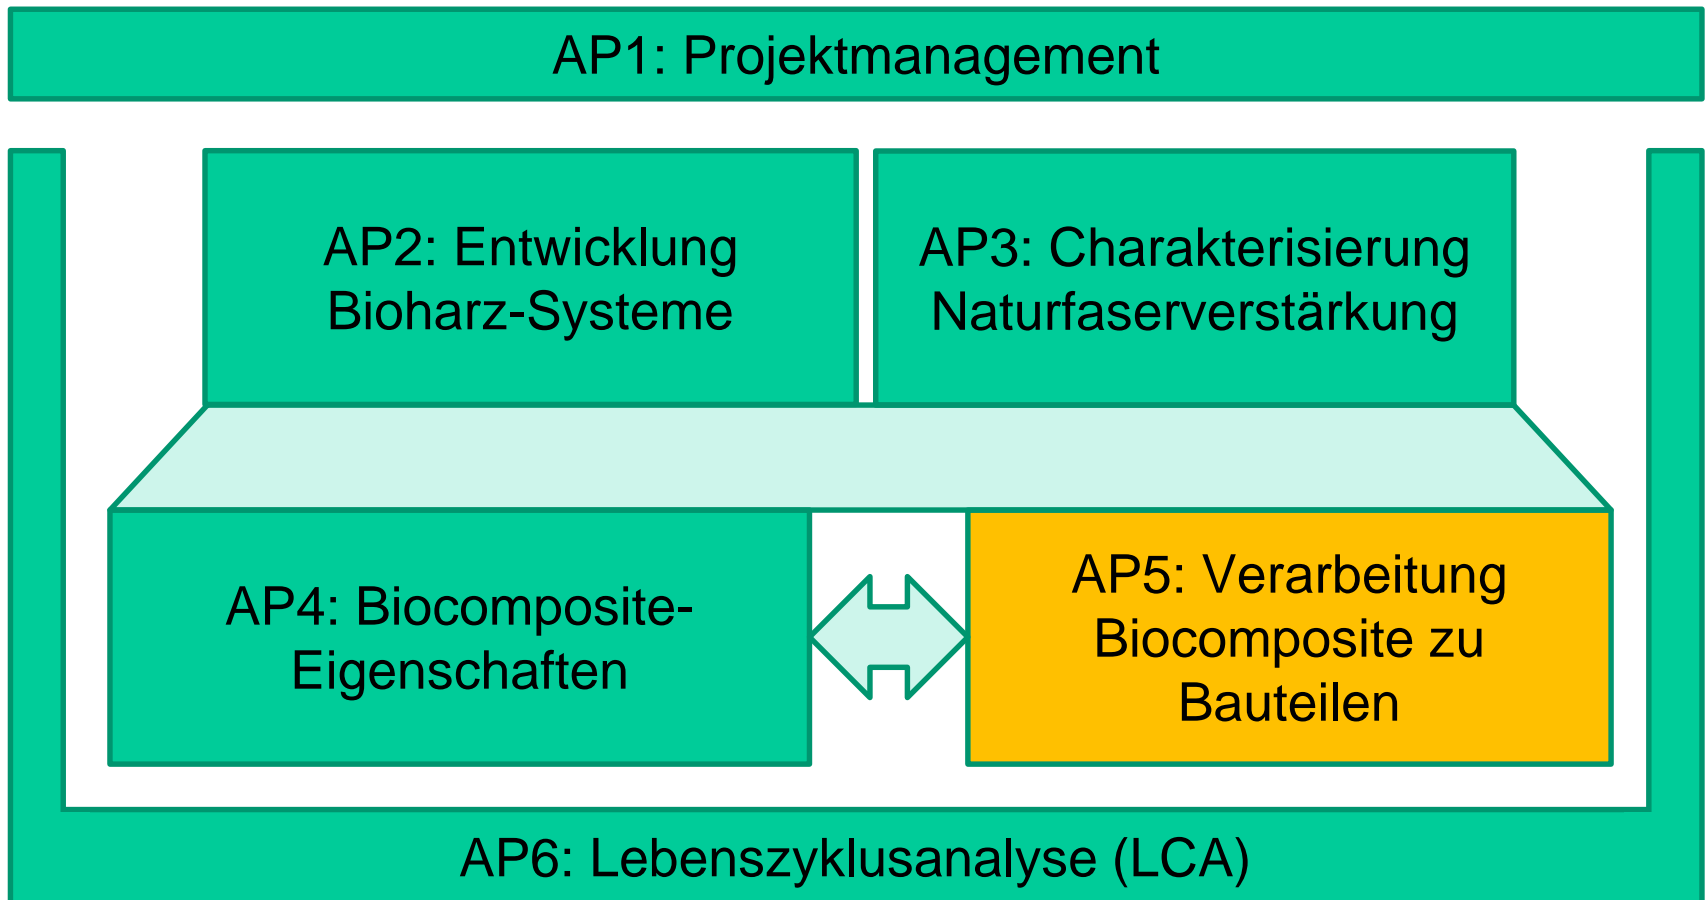 AP1: Projektmanagement
AP2: Entwicklung
Bioharz-Systeme
AP3: Charakterisierung
Naturfaserverstärkung
AP4: Biocomposite-
Eigenschaften
AP5: Verarbeitung
Biocomposite zu
Bauteilen
AP6: Lebenszyklusanalyse (LCA)